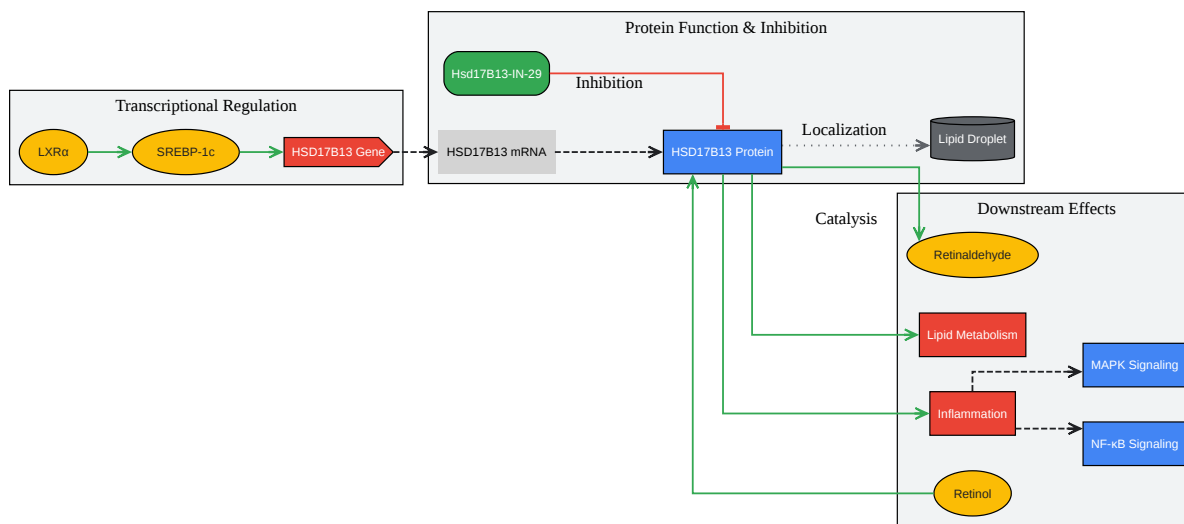 Protein Function & Inhibition
Hsd17B13-IN-29
Inhibition
Transcriptional Regulation
LXRα
SREBP-1c
HSD17B13 Gene
HSD17B13 mRNA
HSD17B13 Protein
Localization
Lipid Droplet
Catalysis
Downstream Effects
Retinaldehyde
Lipid Metabolism
MAPK Signaling
Inflammation
NF-κB Signaling
Retinol